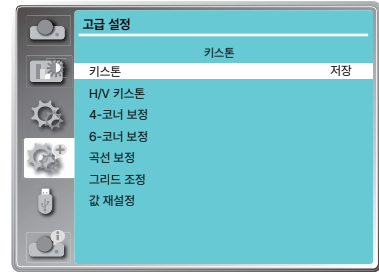 고급 설정
키스톤
키스톤 저장
H/V 키스톤
4-코너 보정
6-코너 보정
곡선 보정
그리드 조정
값 재설정